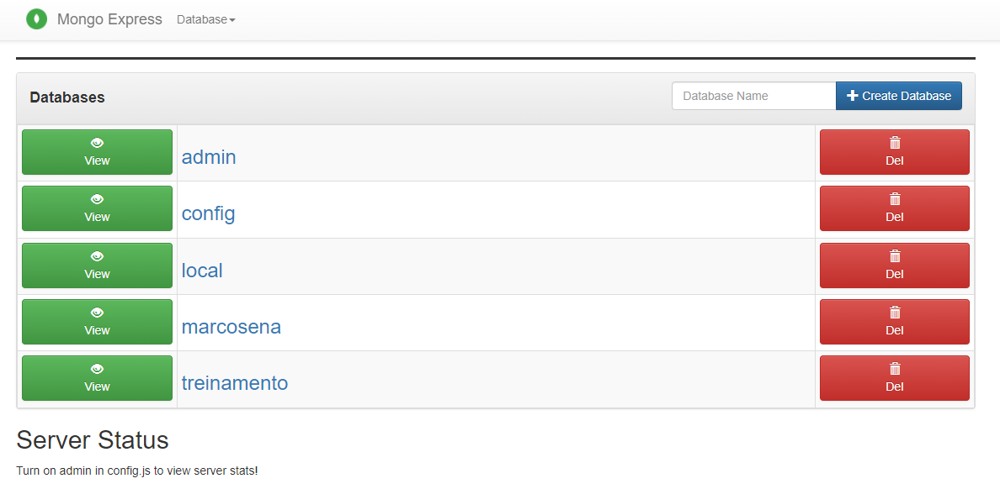 Mongo Express Database
Databases
Database Name
Create Database
View
admin
Del
View
config
Del
View
local
Del
View
marcosena
Del
View
treinamento
Del
Server Status
Turn on admin in config.js to view server stats!